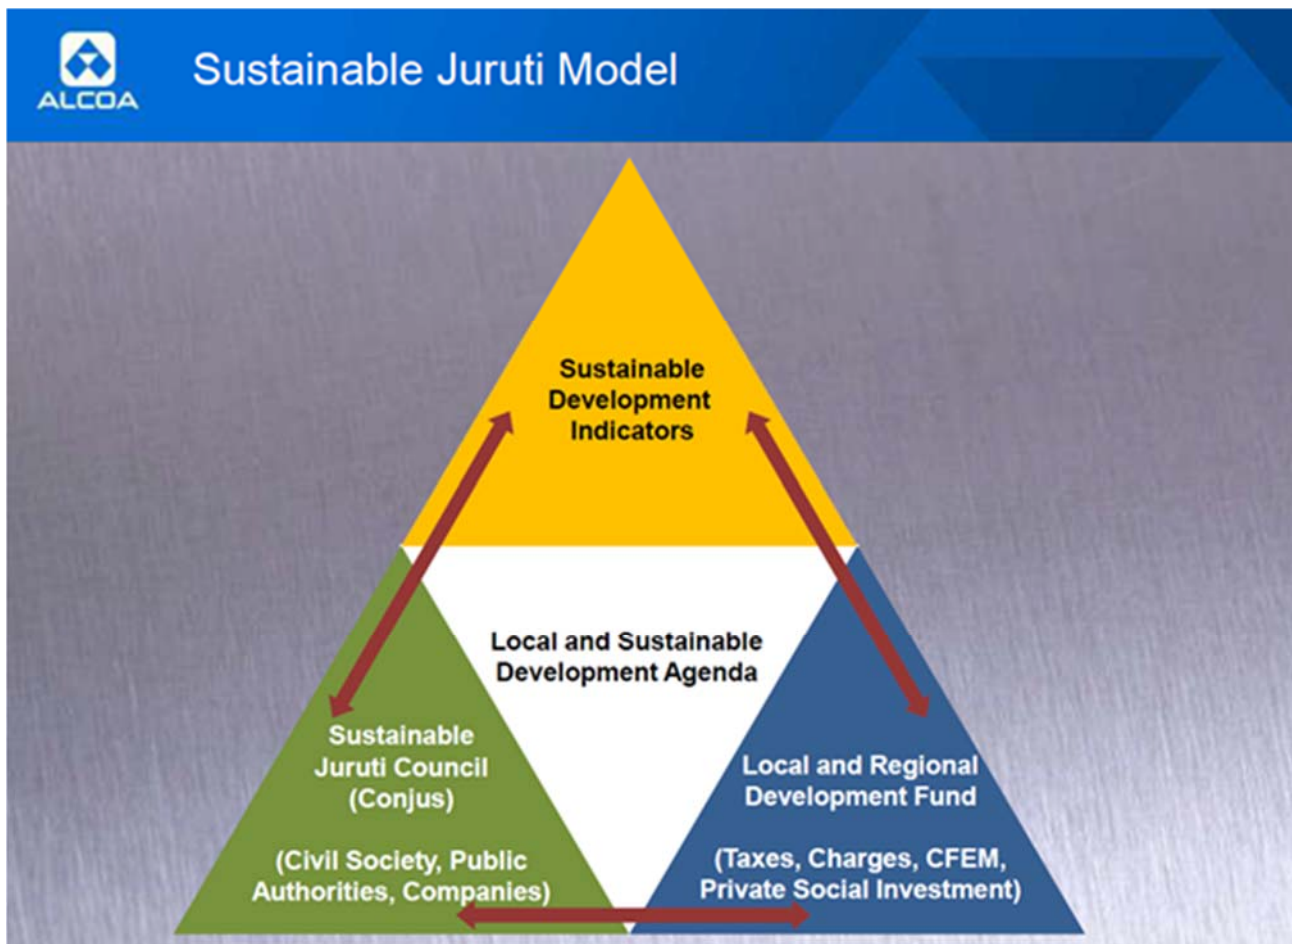 ALCOA
Sustainable Juruti Model
Sustainable
Development
Indicators
Local and Sustainable
Development Agenda
Sustainable
Juruti Council
(Conjus)
(Civil Society, Public
Authorities, Companies)
Local and Regional
Development Fund
(Taxes, Charges, CFEM,
Private Social Investment)